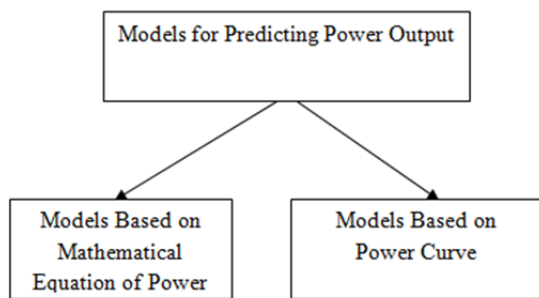 Models for Predicting Power Output
Models Based on
Mathematical
Equation of Power
Models Based on
Power Curve